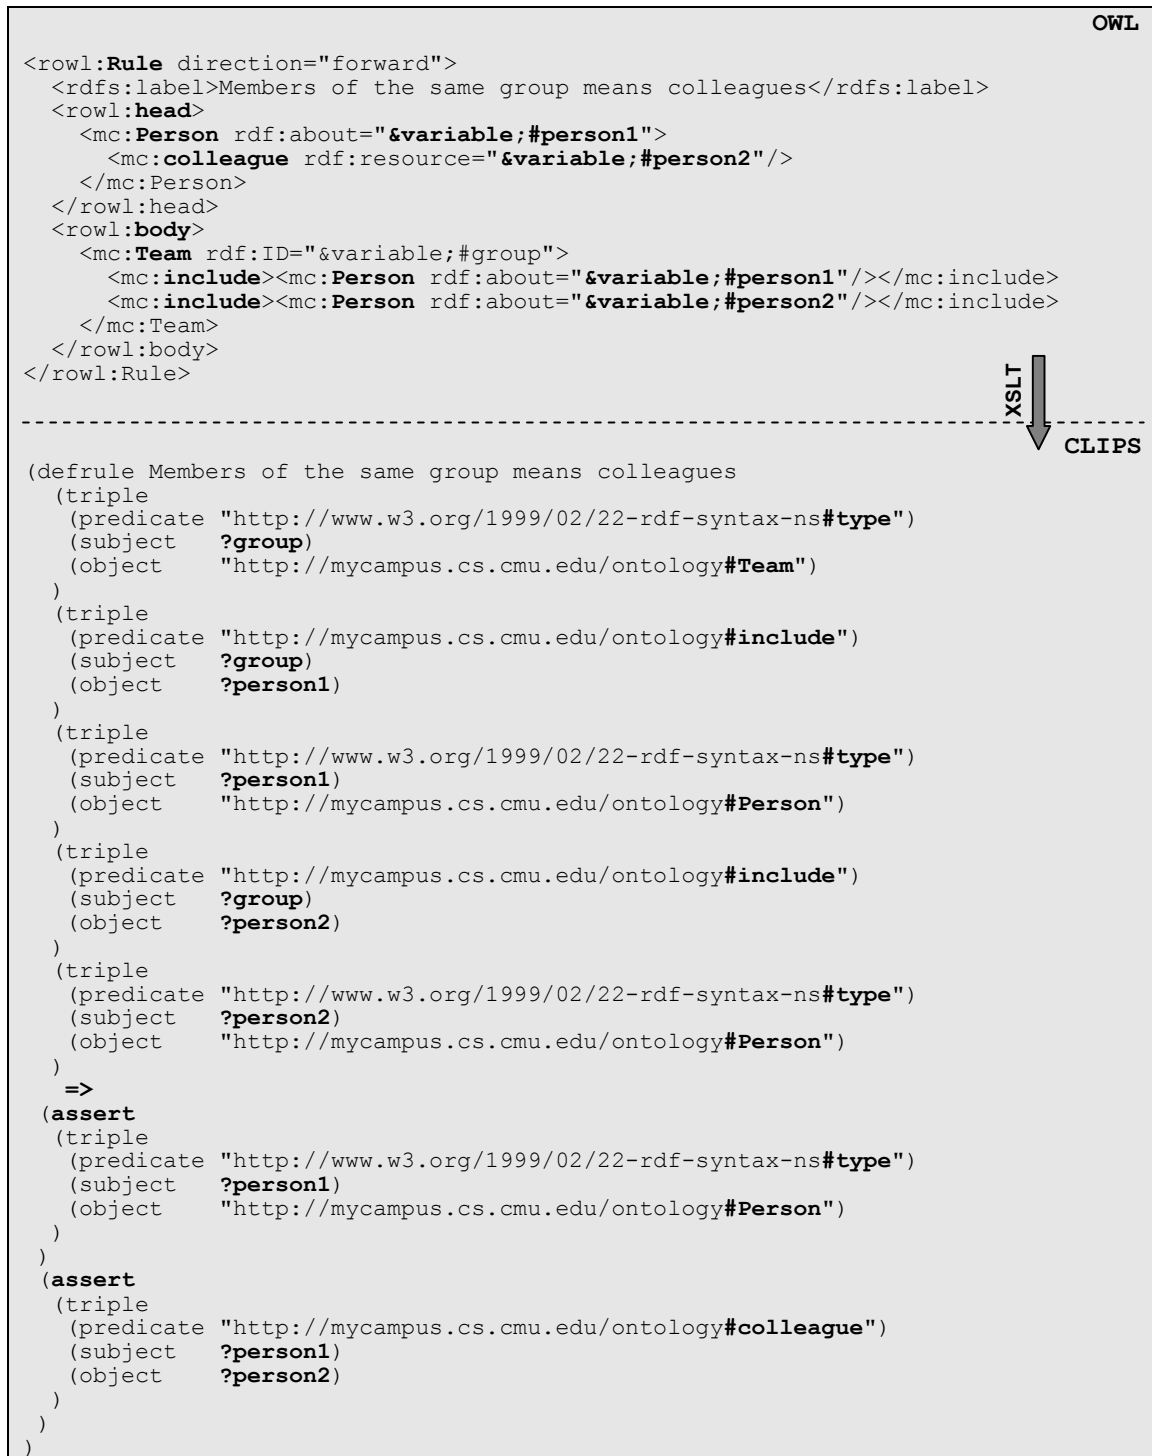 OWL
<rowl:Rule direction="forward">
  <rdfs:label>Members of the same group means colleagues</rdfs:label>
  <rowl:head>
    <mc:Person rdf:about="&variable;#person1">
      <mc:colleague rdf:resource="&variable;#person2"/>
    </mc:Person>
  </rowl:head>
  <rowl:body>
    <mc:Team rdf:ID="&variable;#group">
      <mc:include><mc:Person rdf:about="&variable;#person1"/></mc:include>
      <mc:include><mc:Person rdf:about="&variable;#person2"/></mc:include>
    </mc:Team>
  </rowl:body>
</rowl:Rule>
XSLT
CLIPS
(defrule Members of the same group means colleagues
  (triple
   (predicate "http://www.w3.org/1999/02/22-rdf-syntax-ns#type")
   (subject   ?group)
   (object    "http://mycampus.cs.cmu.edu/ontology#Team")
  )
  (triple
   (predicate "http://mycampus.cs.cmu.edu/ontology#include")
   (subject   ?group)
   (object    ?person1)
  )
  (triple
   (predicate "http://www.w3.org/1999/02/22-rdf-syntax-ns#type")
   (subject   ?person1)
   (object    "http://mycampus.cs.cmu.edu/ontology#Person")
  )
  (triple
   (predicate "http://mycampus.cs.cmu.edu/ontology#include")
   (subject   ?group)
   (object    ?person2)
  )
  (triple
   (predicate "http://www.w3.org/1999/02/22-rdf-syntax-ns#type")
   (subject   ?person2)
   (object    "http://mycampus.cs.cmu.edu/ontology#Person")
  )
   =>
 (assert
  (triple
   (predicate "http://www.w3.org/1999/02/22-rdf-syntax-ns#type")
   (subject   ?person1)
   (object    "http://mycampus.cs.cmu.edu/ontology#Person")
  )
 )
 (assert
  (triple
   (predicate "http://mycampus.cs.cmu.edu/ontology#colleague")
   (subject   ?person1)
   (object    ?person2)
  )
 )
)